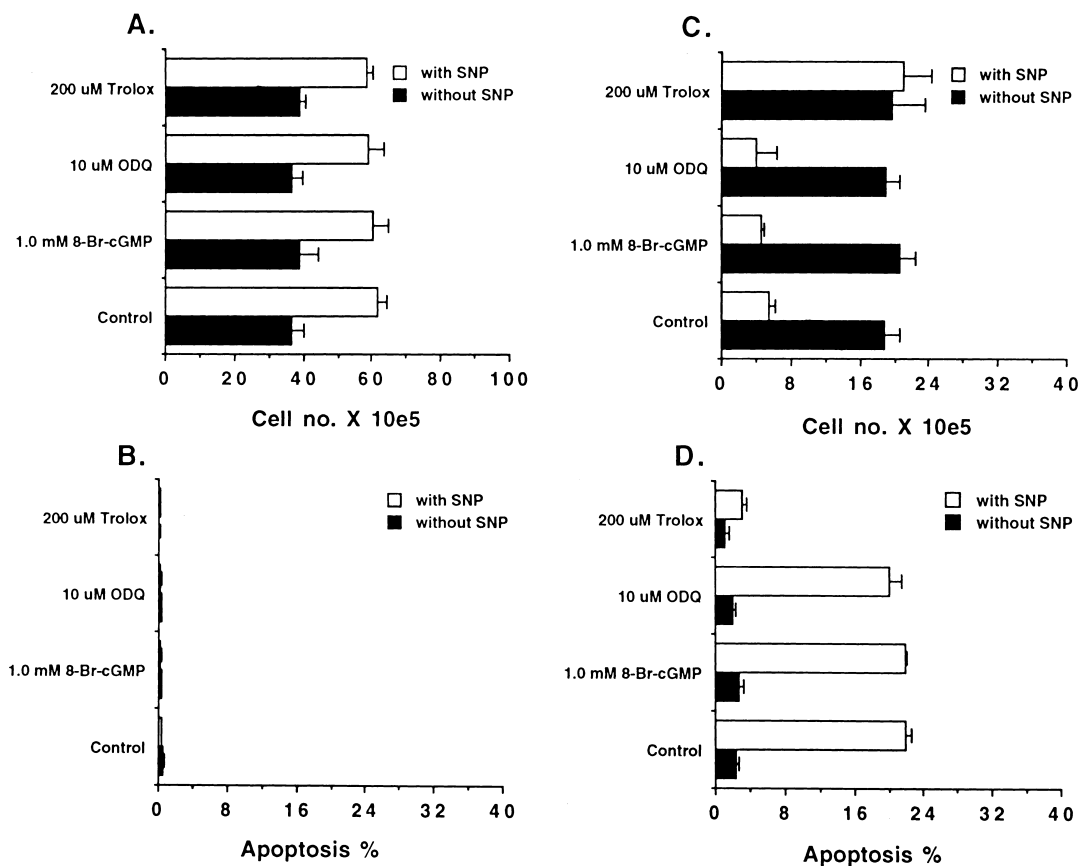 A.
with SNP
without SNP
200 uM Trolox
10 uM ODQ
1.0 mM 8-Br-cGMP
Control
0 20 40 60 80 100
Cell no. X 10e5
C.
with SNP
without SNP
200 uM Trolox
10 uM ODQ
1.0 mM 8-Br-cGMP
Control
0 8 16 24 32 40
Cell no. X 10e5
B.
with SNP
without SNP
200 uM Trolox
10 uM ODQ
1.0 mM 8-Br-cGMP
Control
0 8 16 24 32 40
Apoptosis %
D.
with SNP
without SNP
200 uM Trolox
10 uM ODQ
1.0 mM 8-Br-cGMP
Control
0 8 16 24 32 40
Apoptosis %